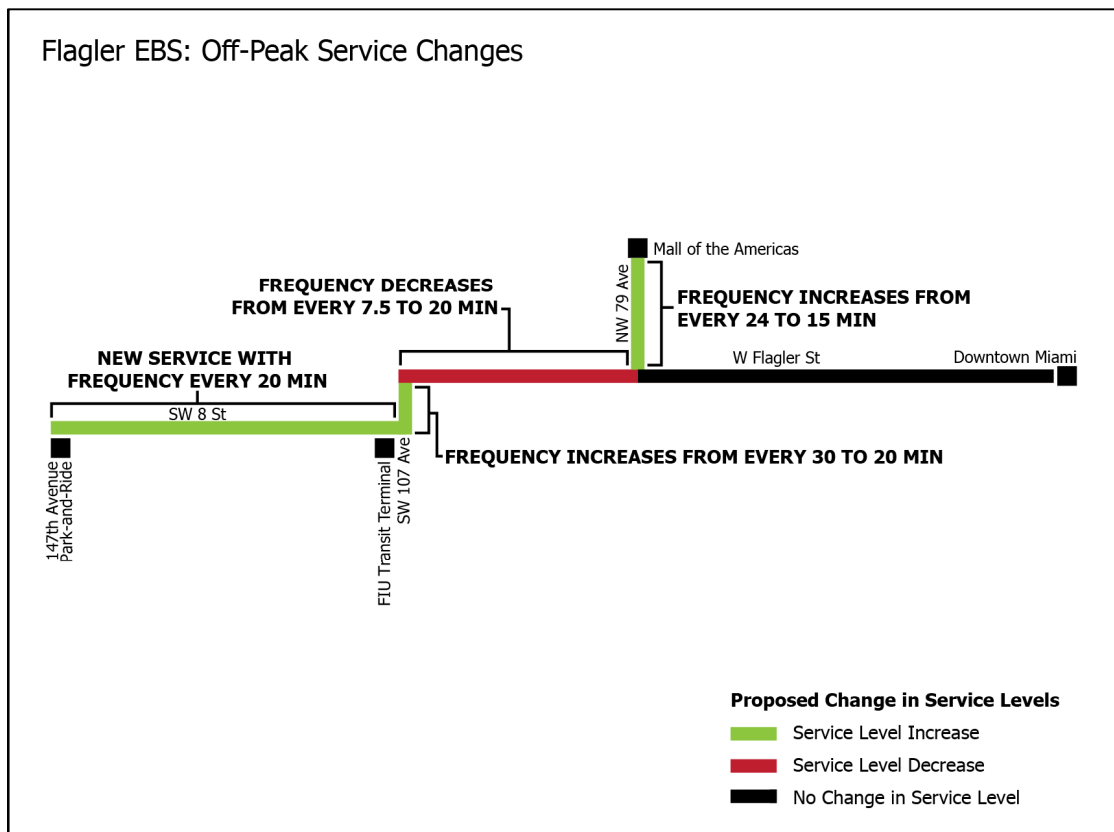 Flagler EBS: Off-Peak Service Changes
Mall of the Americas
NW 79 Ave
FREQUENCY DECREASES
FROM EVERY 7.5 TO 20 MIN
FREQUENCY INCREASES FROM
EVERY 24 TO 15 MIN
W Flagler St
Downtown Miami
NEW SERVICE WITH
FREQUENCY EVERY 20 MIN
SW 8 St
FREQUENCY INCREASES FROM EVERY 30 TO 20 MIN
147th Avenue
Park-and-Ride
FIU Transit Terminal
SW 107 Ave
Proposed Change in Service Levels
Service Level Increase
Service Level Decrease
No Change in Service Level